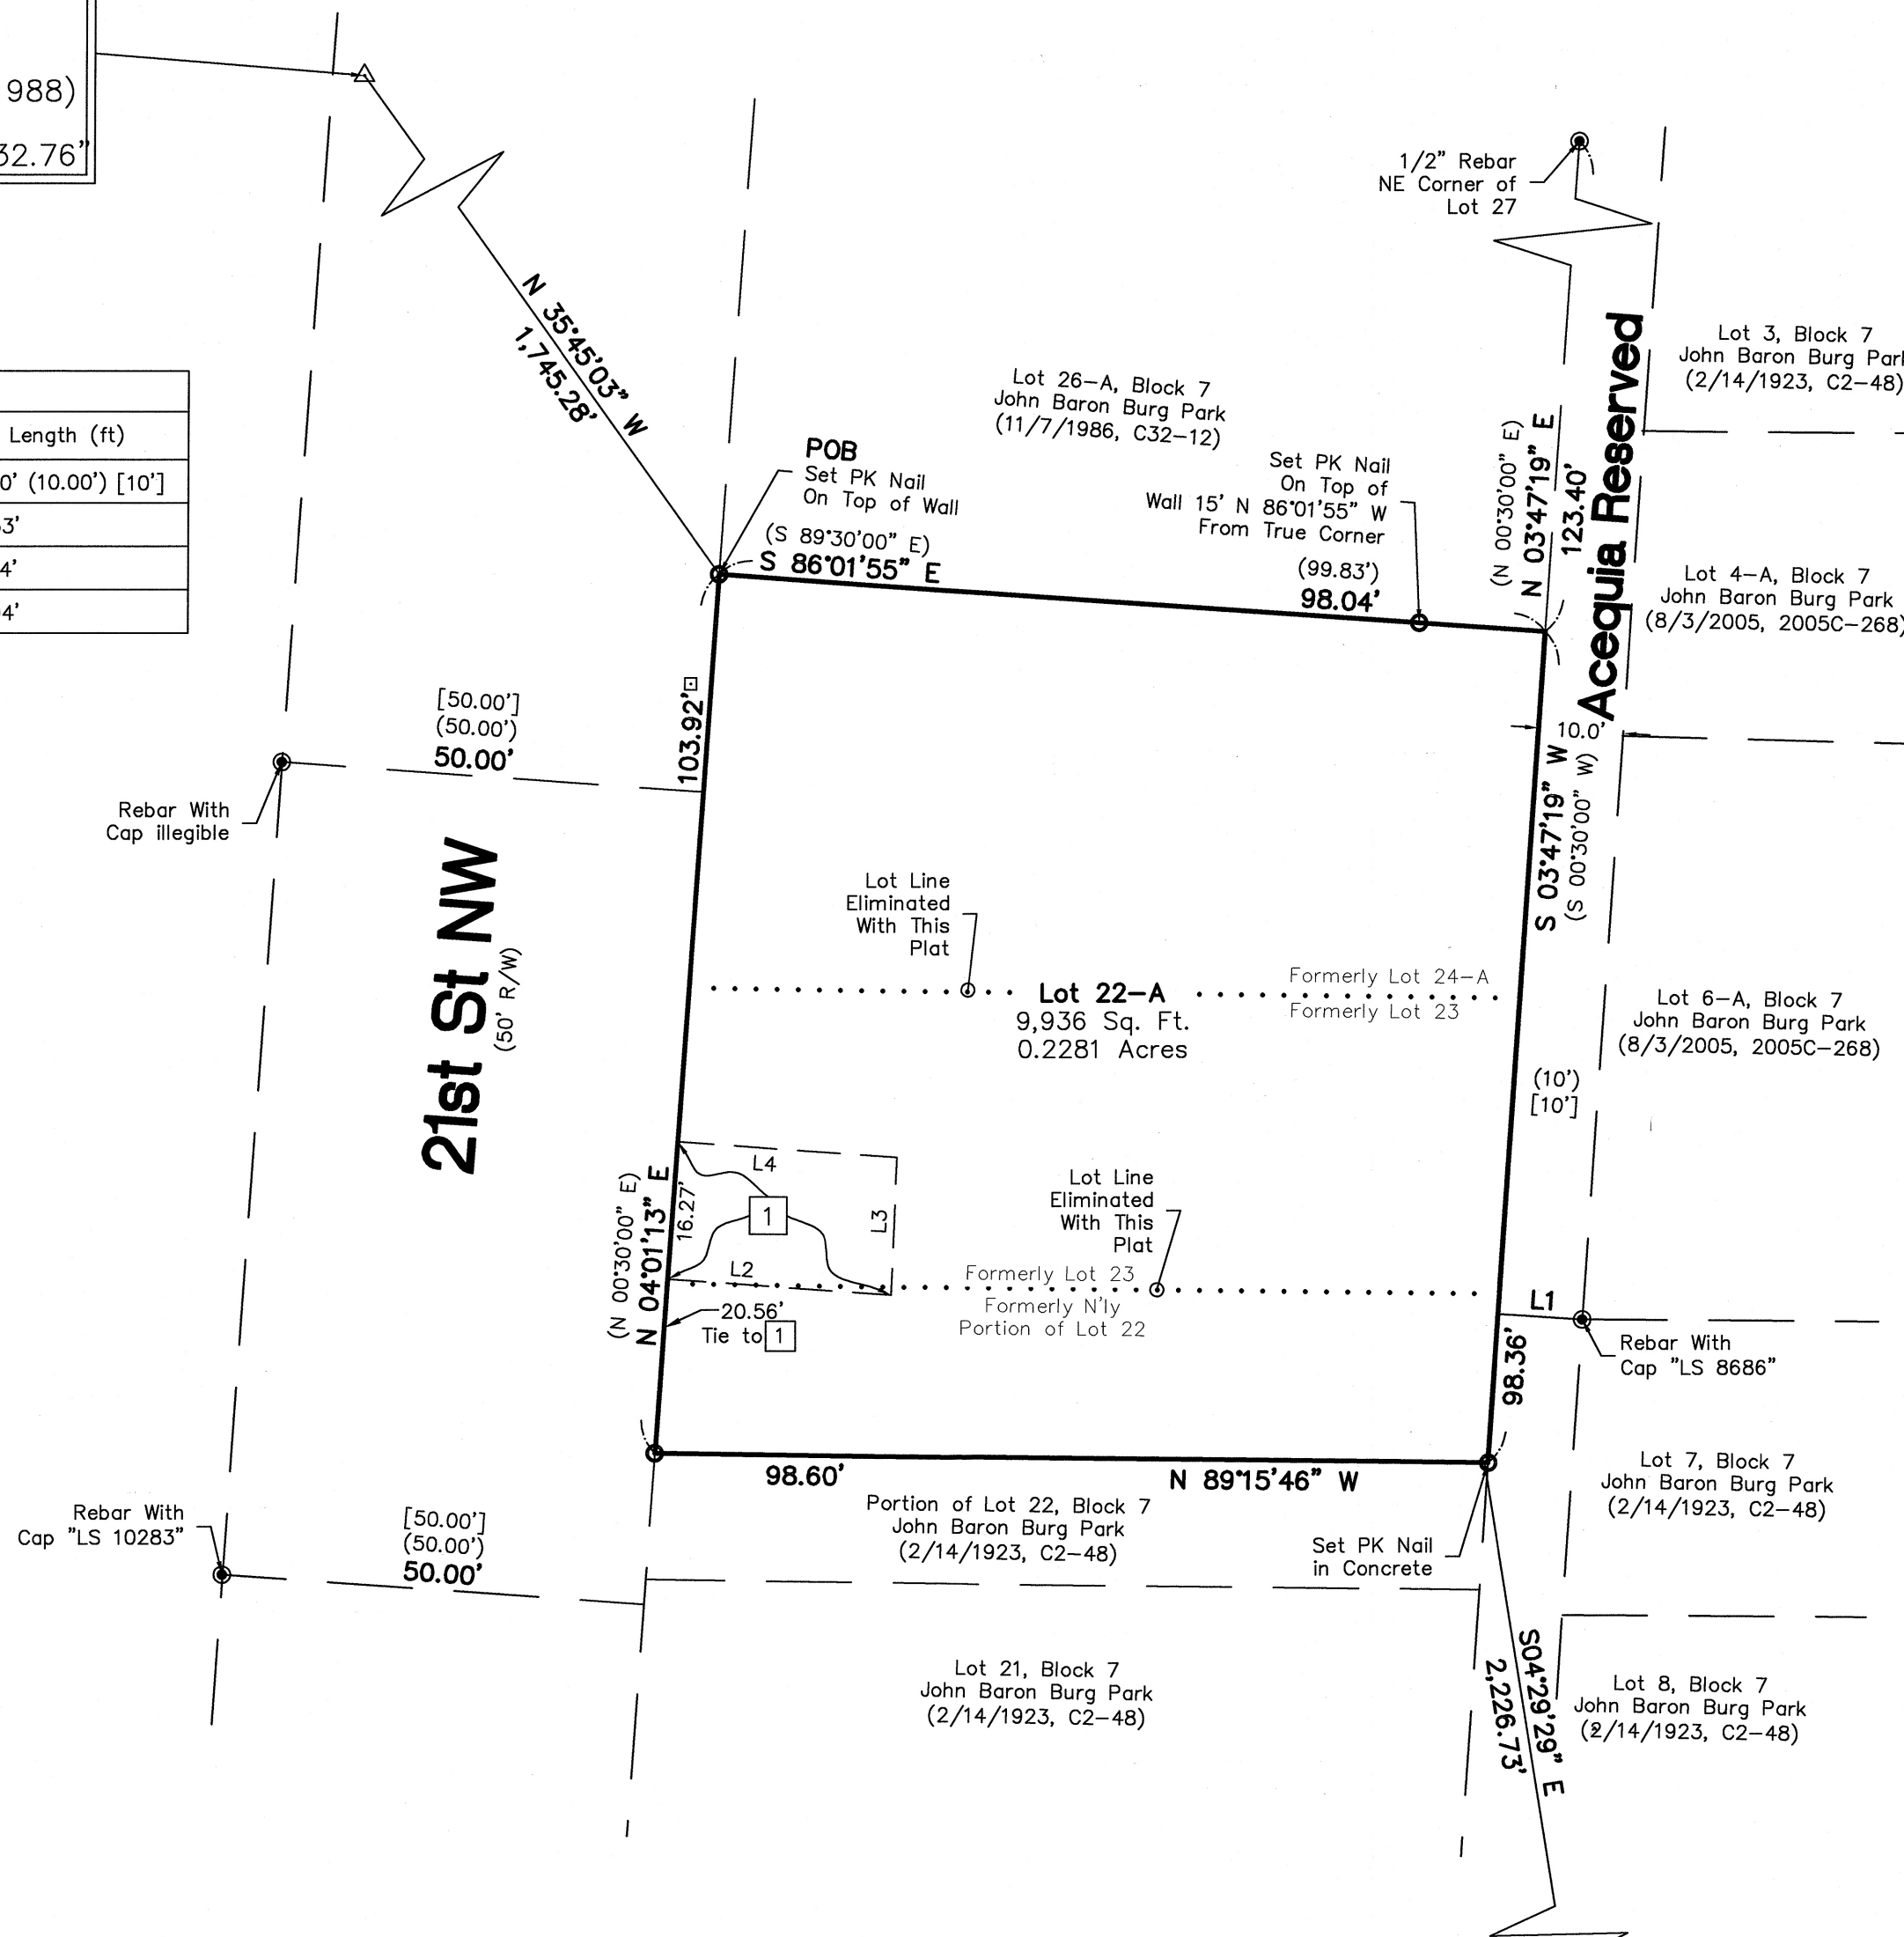 988)
32.76"
Length (ft)
0' (10.00') [10']
3'
4'
04'
N 35°45'03" W
1,745.28'
1/2" Rebar
NE Corner of
Lot 27
Lot 3, Block 7
John Baron Burg Park
(2/14/1923, C2-48)
Lot 26-A, Block 7
John Baron Burg Park
(11/7/1986, C32-12)
POB
Set PK Nail
On Top of Wall
(S 89°30'00" E)
S 86°01'55" E
Set PK Nail
On Top of
Wall 15' N 86°01'55" W
From True Corner
(99.83')
98.04'
(N 00°30'00" E)
N 03°47'19" E
123.40'
Acequia Reserved
Lot 4-A, Block 7
John Baron Burg Park
(8/3/2005, 2005C-268)
[50.00']
(50.00')
50.00'
103.92'
10.0'
Rebar With
Cap illegible
S 03°47'19" W
(S 00°30'00" W)
21st St NW
(50' R/W)
Lot Line
Eliminated
With This
Plat
Lot 22-A
9,936 Sq. Ft.
0.2281 Acres
Formerly Lot 24-A
Formerly Lot 23
Lot 6-A, Block 7
John Baron Burg Park
(8/3/2005, 2005C-268)
(10')
[10']
L4
1
L3
16.27'
(N 00°30'00" E)
N 04°01'13" E
L2
Lot Line
Eliminated
With This
Plat
Formerly Lot 23
Formerly N'ly
Portion of Lot 22
20.56'
Tie to 1
L1
Rebar With
Cap "LS 8686"
98.36'
98.60'
N 89°15'46" W
Lot 7, Block 7
John Baron Burg Park
(2/14/1923, C2-48)
Rebar With
Cap "LS 10283"
[50.00']
(50.00')
50.00'
Portion of Lot 22, Block 7
John Baron Burg Park
(2/14/1923, C2-48)
Set PK Nail
in Concrete
Lot 21, Block 7
John Baron Burg Park
(2/14/1923, C2-48)
S04°29'29" E
2,226.73'
Lot 8, Block 7
John Baron Burg Park
(2/14/1923, C2-48)